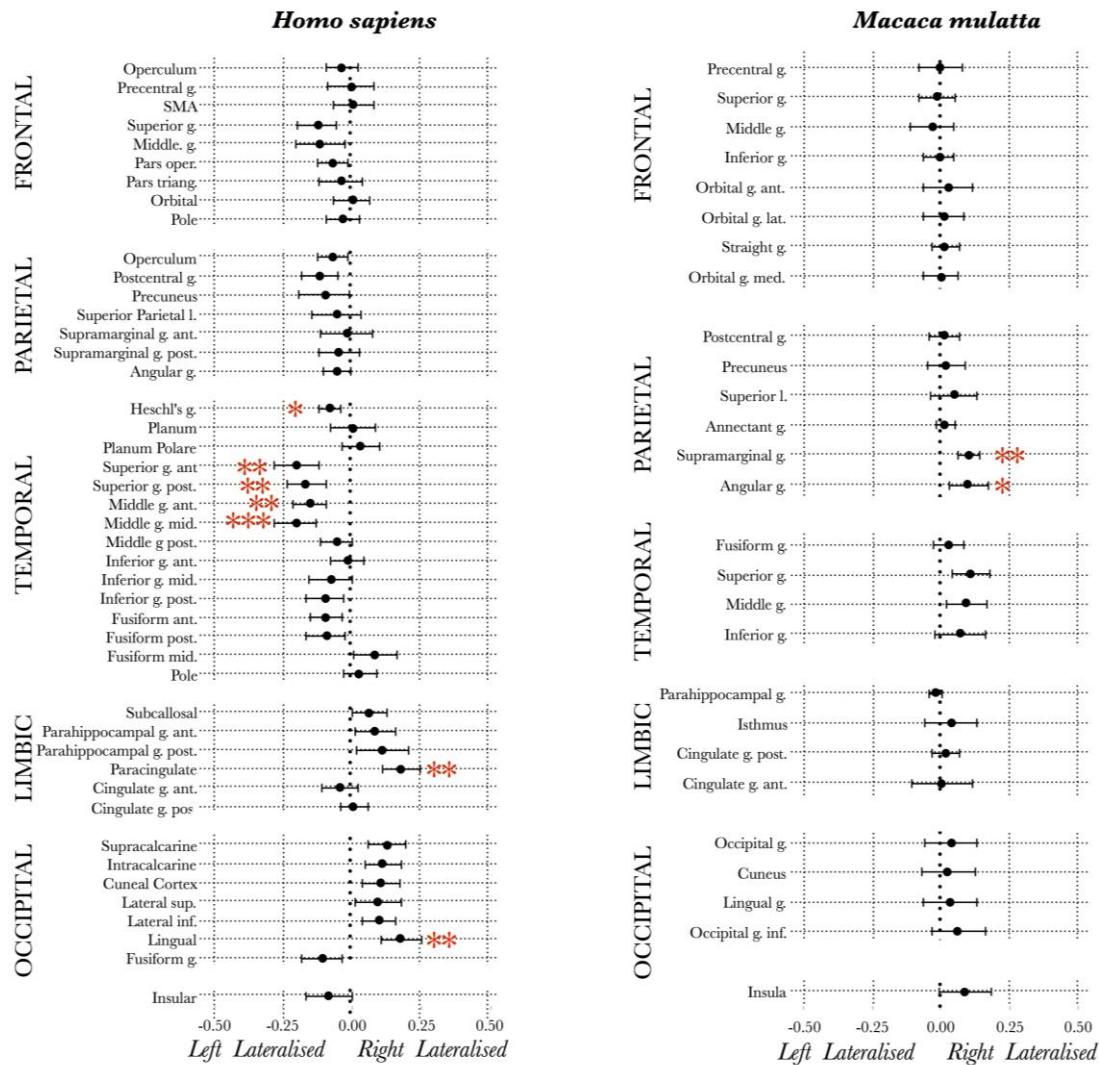 Homo sapiens
FRONTAL
Operculum
Precentral g.
SMA
Superior g.
Middle. g.
Pars oper.
Pars triang.
Orbital
Pole
PARIETAL
Operculum
Postcentral g.
Precuneus
Superior Parietal l.
Supramarginal g. ant.
Supramarginal g. post.
Angular g.
TEMPORAL
Heschl's g. *
Planum
Planum Polare
Superior g. ant **
Superior g. post. **
Middle g. ant. **
Middle g. mid. ***
Middle g post.
Inferior g. ant.
Inferior g. mid.
Inferior g. post.
Fusiform ant.
Fusiform post.
Fusiform mid.
Pole
LIMBIC
Subcallosal
Parahippocampal g. ant.
Parahippocampal g. post.
Paracingulate **
Cingulate g. ant.
Cingulate g. pos
OCCIPITAL
Supracalcarine
Intracalcarine
Cuneal Cortex
Lateral sup.
Lateral inf.
Lingual **
Fusiform g.
Insular
-0.50 -0.25 0.00 0.25 0.50
Left Lateralised Right Lateralised
Macaca mulatta
FRONTAL
Precentral g.
Superior g.
Middle g.
Inferior g.
Orbital g. ant.
Orbital g. lat.
Straight g.
Orbital g. med.
PARIETAL
Postcentral g.
Precuneus
Superior l.
Annectant g.
Supramarginal g. **
Angular g. *
TEMPORAL
Fusiform g.
Superior g.
Middle g.
Inferior g.
LIMBIC
Parahippocampal g.
Isthmus
Cingulate g. post.
Cingulate g. ant.
OCCIPITAL
Occipital g.
Cuneus
Lingual g.
Occipital g. inf.
Insula
-0.50 -0.25 0.00 0.25 0.50
Left Lateralised Right Lateralised